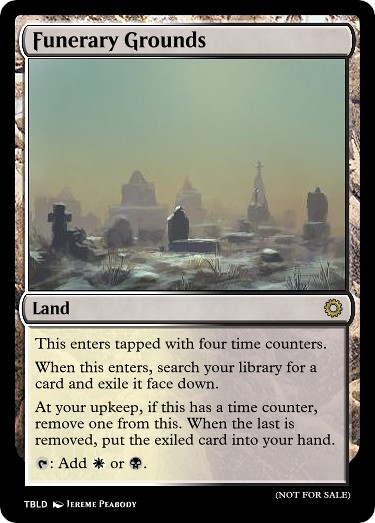 Funerary Grounds
Land
This enters tapped with four time counters.
When this enters, search your library for a
card and exile it face down.
At your upkeep, if this has a time counter,
remove one from this. When the last is
removed, put the exiled card into your hand.
: Add or .
(NOT FOR SALE)
TBLD Jereme Peabody